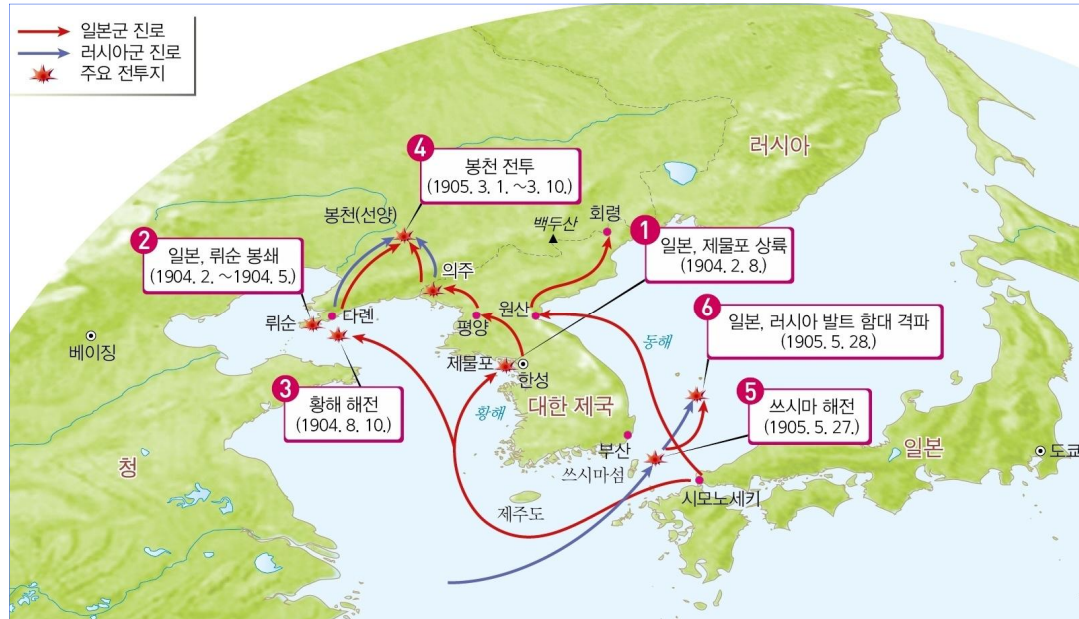 일본군 진로
러시아군 진로
주요 전투지
러시아
4
봉천 전투
(1905. 3. 1. ~3. 10.)
봉천(선양)
백두산
회령
1
일본, 제물포 상륙
(1904. 2. 8.)
2
일본, 뤼순 봉쇄
(1904. 2. ~1904. 5.)
의주
6
일본, 러시아 발트 함대 격파
(1905. 5. 28.)
뤼순
다롄
평양
원산
베이징
동해
제물포
한성
3
황해 해전
(1904. 8. 10.)
황해
대한 제국
5
쓰시마 해전
(1905. 5. 27.)
부산
일본
도쿄
청
쓰시마섬
시모노세키
제주도